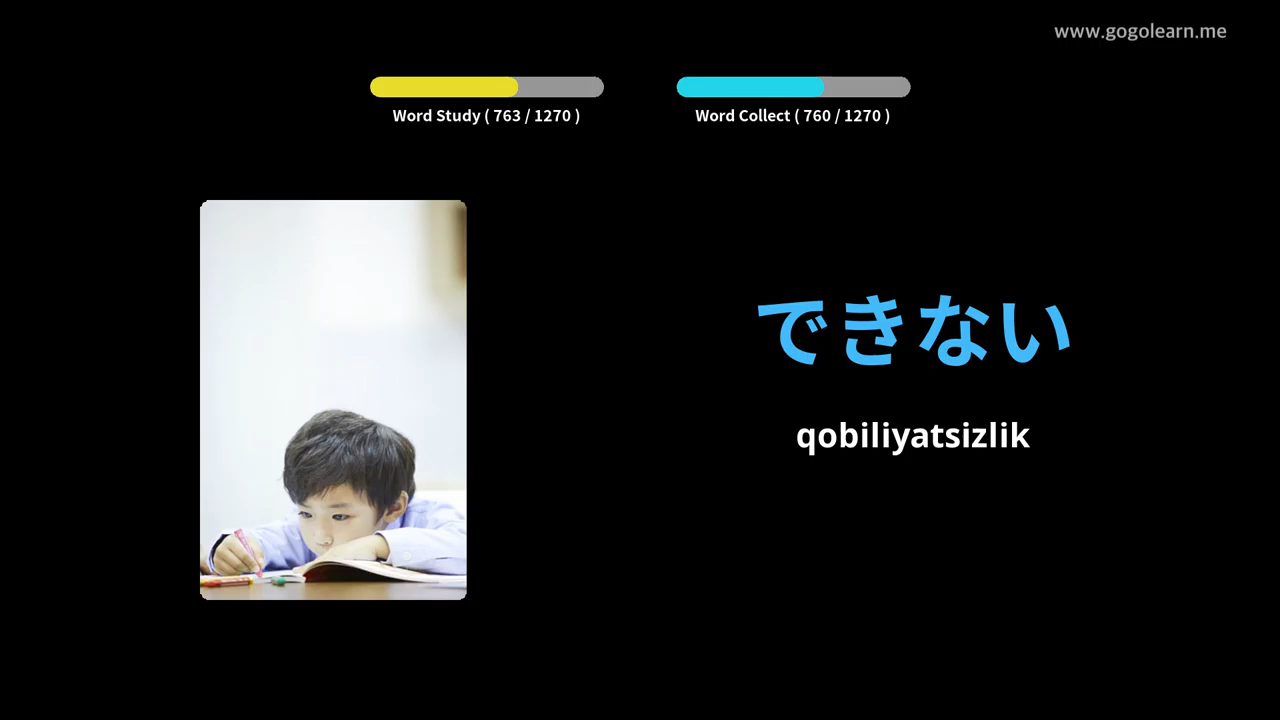 www.gogolearn.me
Word Study ( 763 / 1270 )
Word Collect ( 760 / 1270 )
できない
qobiliyatsizlik